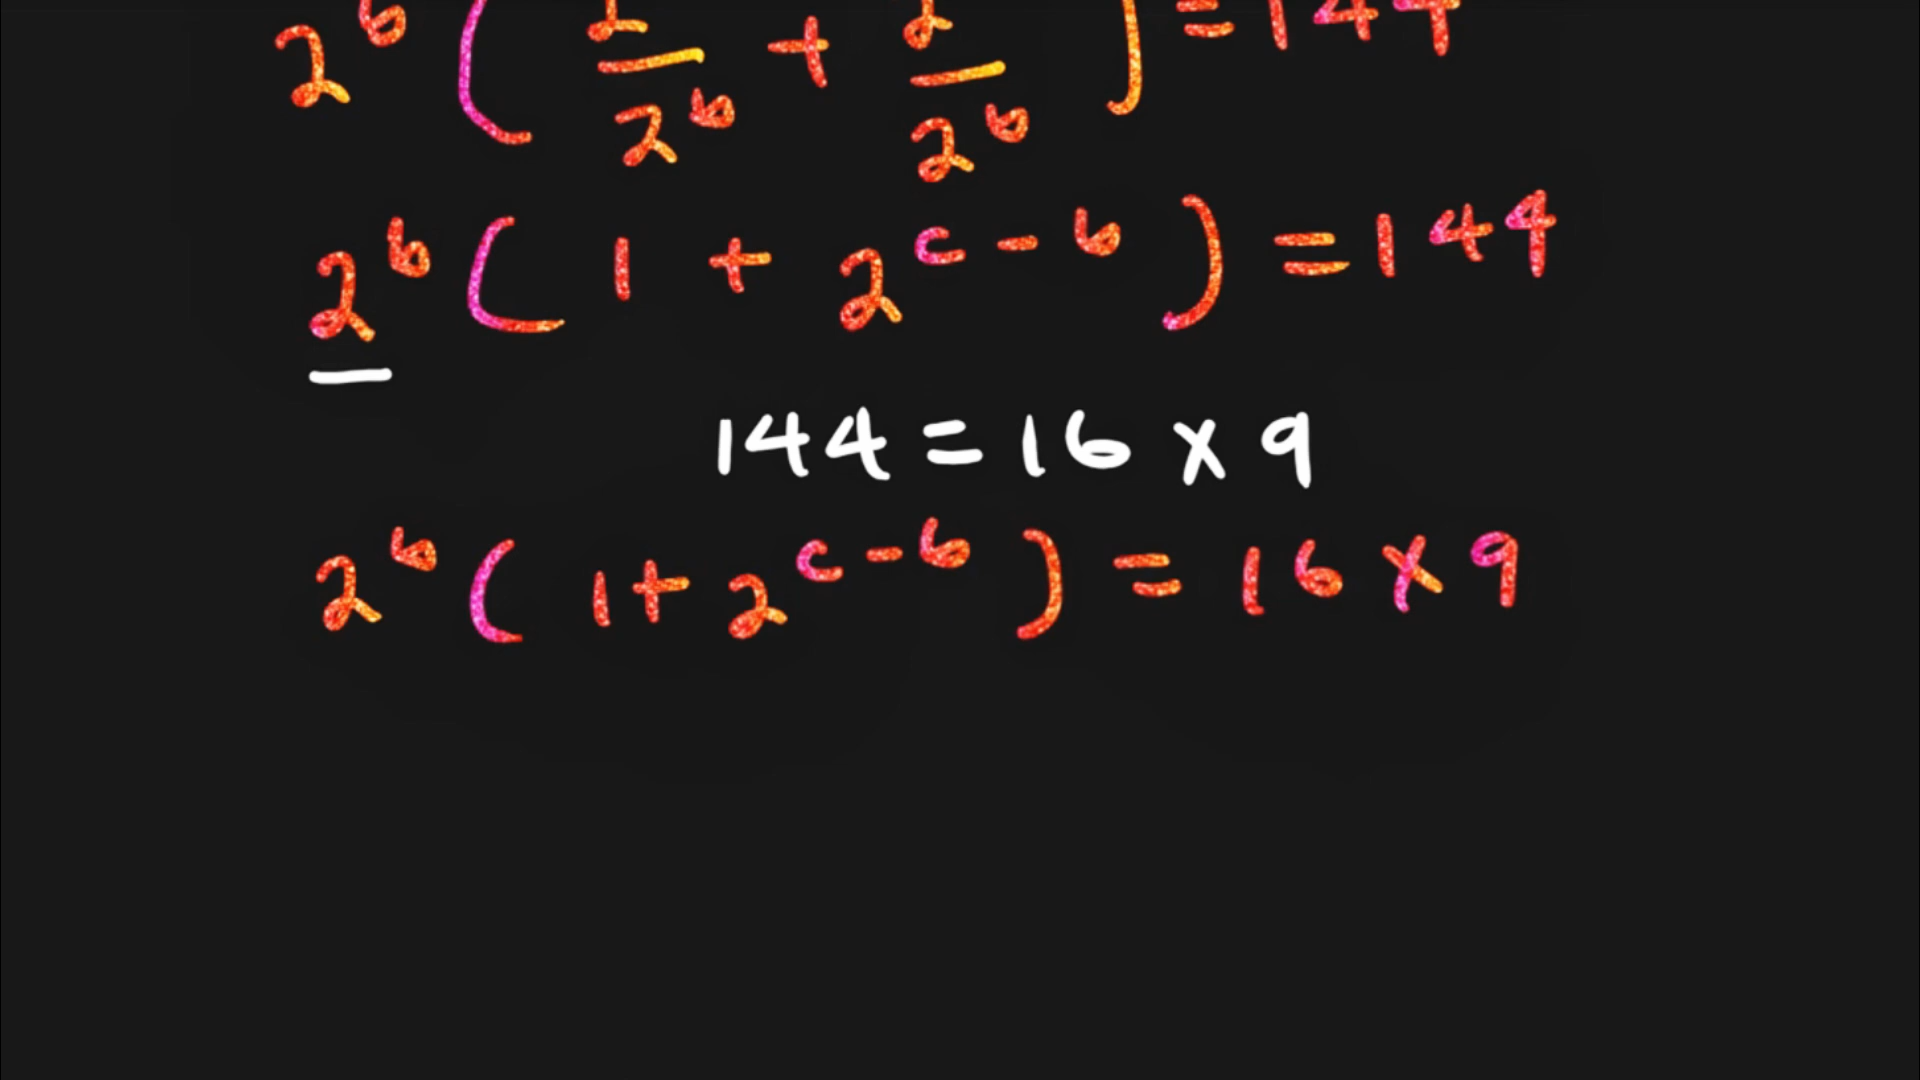 2^b ( 2/2^b + 2/2^b ) = 144
2^b ( 1 + 2^(c-b) ) = 144
144 = 16 x 9
2^b ( 1 + 2^(c-b) ) = 16 x 9